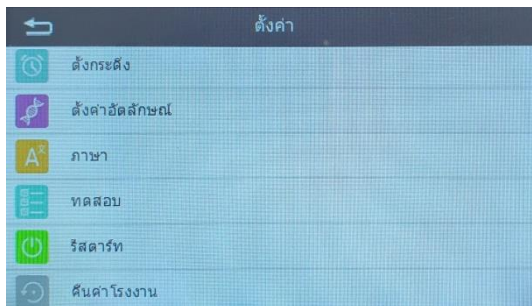 ตั้งค่า
ตั้งกระดิ่ง
ตั้งค่าอัตลักษณ์
ภาษา
ทดสอบ
รีสตาร์ท
คืนค่าโรงงาน